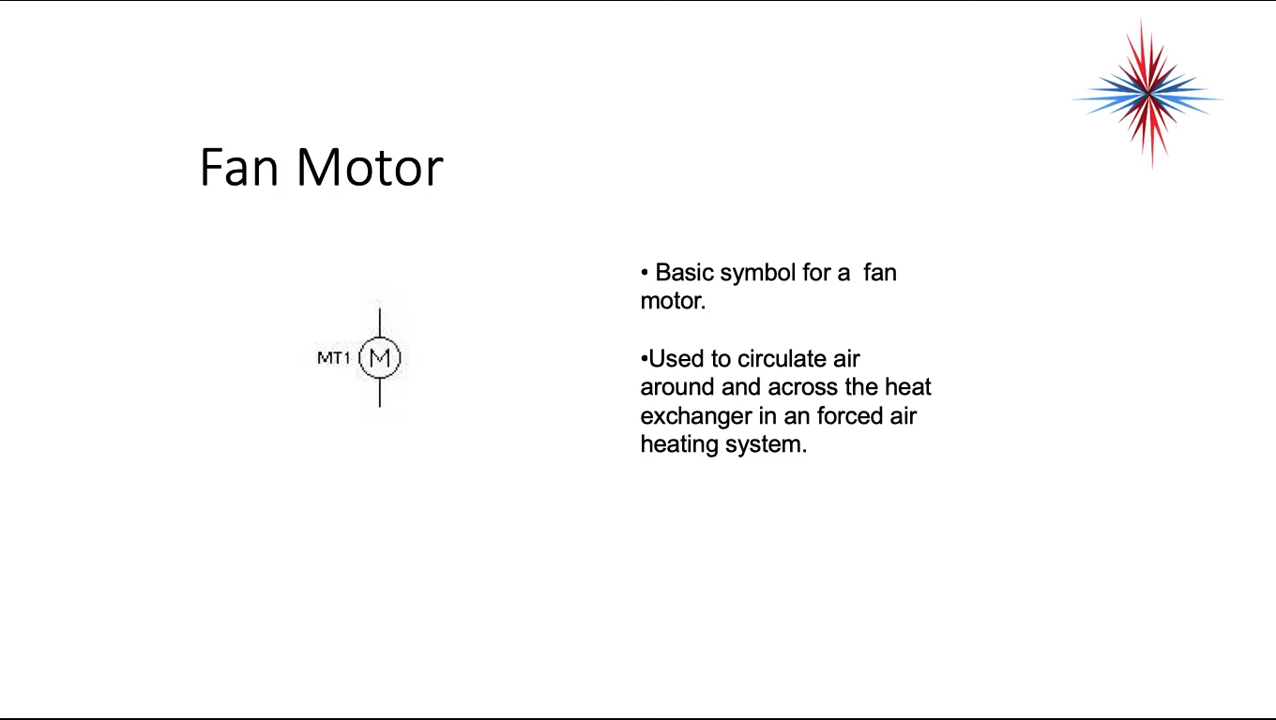 Fan Motor
• Basic symbol for a  fan
motor.
MT1 M
•Used to circulate air
around and across the heat
exchanger in an forced air
heating system.